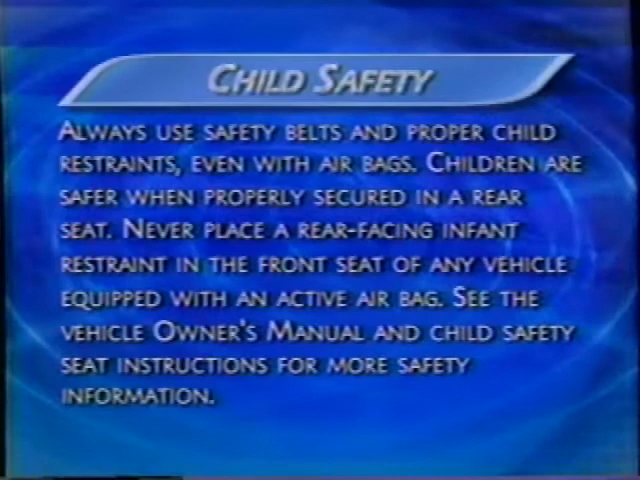 CHILD SAFETY
ALWAYS USE SAFETY BELTS AND PROPER CHILD
RESTRAINTS, EVEN WITH AIR BAGS. CHILDREN ARE
SAFER WHEN PROPERLY SECURED IN A REAR
SEAT. NEVER PLACE A REAR-FACING INFANT
RESTRAINT IN THE FRONT SEAT OF ANY VEHICLE
EQUIPPED WITH AN ACTIVE AIR BAG. SEE THE
VEHICLE OWNER'S MANUAL AND CHILD SAFETY
SEAT INSTRUCTIONS FOR MORE SAFETY
INFORMATION.